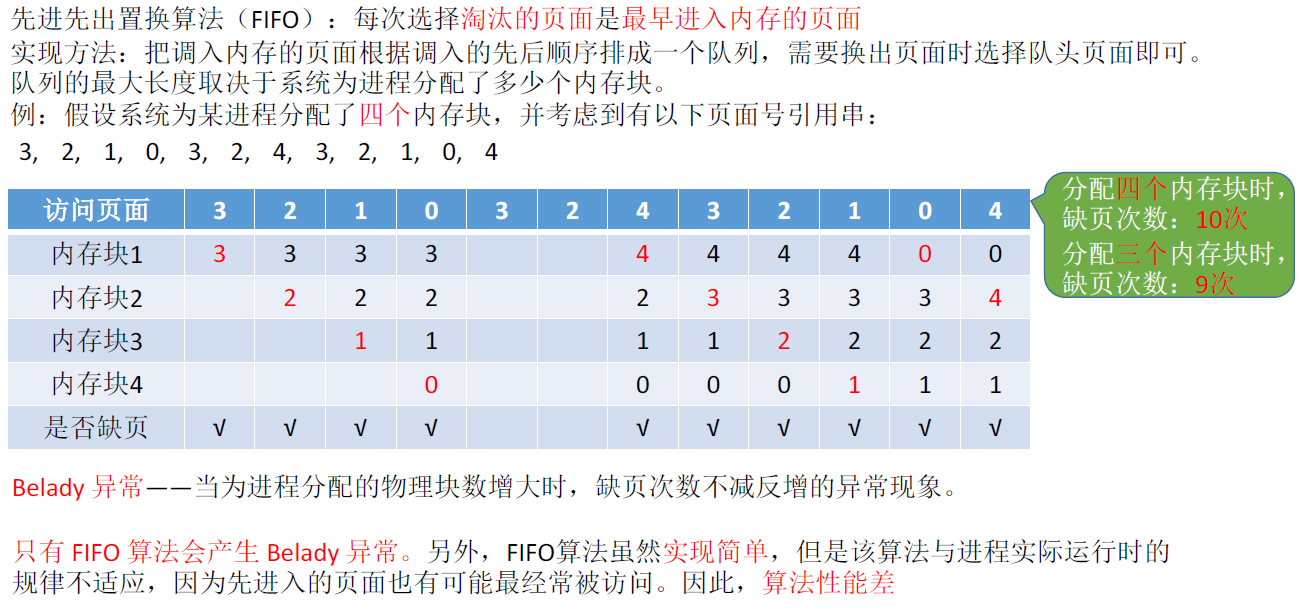 先进先出置换算法（FIFO）：每次选择淘汰的页面是最早进入内存的页面
实现方法：把调入内存的页面根据调入的先后顺序排成一个队列，需要换出页面时选择队头页面即可。
队列的最大长度取决于系统为进程分配了多少个内存块。
例：假设系统为某进程分配了四个内存块，并考虑到有以下页面号引用串：
3, 2, 1, 0, 3, 2, 4, 3, 2, 1, 0, 4
访问页面 3 2 1 0 3 2 4 3 2 1 0 4
内存块1 3 3 3 3 4 4 4 4 0 0
内存块2 2 2 2 2 3 3 3 3 4
内存块3 1 1 1 1 2 2 2 2
内存块4 0 0 0 0 1 1 1
是否缺页 √ √ √ √ √ √ √ √ √ √
分配四个内存块时，
缺页次数：10次
分配三个内存块时，
缺页次数：9次
Belady 异常——当为进程分配的物理块数增大时，缺页次数不减反增的异常现象。
只有 FIFO 算法会产生 Belady 异常。另外，FIFO算法虽然实现简单，但是该算法与进程实际运行时的
规律不适应，因为先进入的页面也有可能最经常被访问。因此，算法性能差